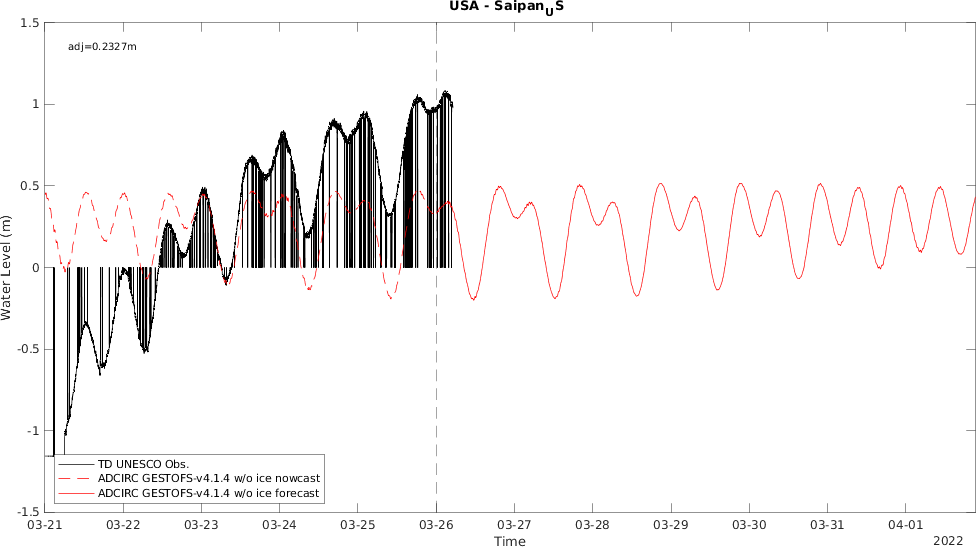 USA - Saipan_US
1.5
adj=0.2327m
1
0.5
0
-0.5
-1
-1.5
Water Level (m)
TD UNESCO Obs.
ADCIRC GESTOFS-v4.1.4 w/o ice nowcast
ADCIRC GESTOFS-v4.1.4 w/o ice forecast
03-21 03-22 03-23 03-24 03-25 03-26 03-27 03-28 03-29 03-30 03-31 04-01
Time
2022